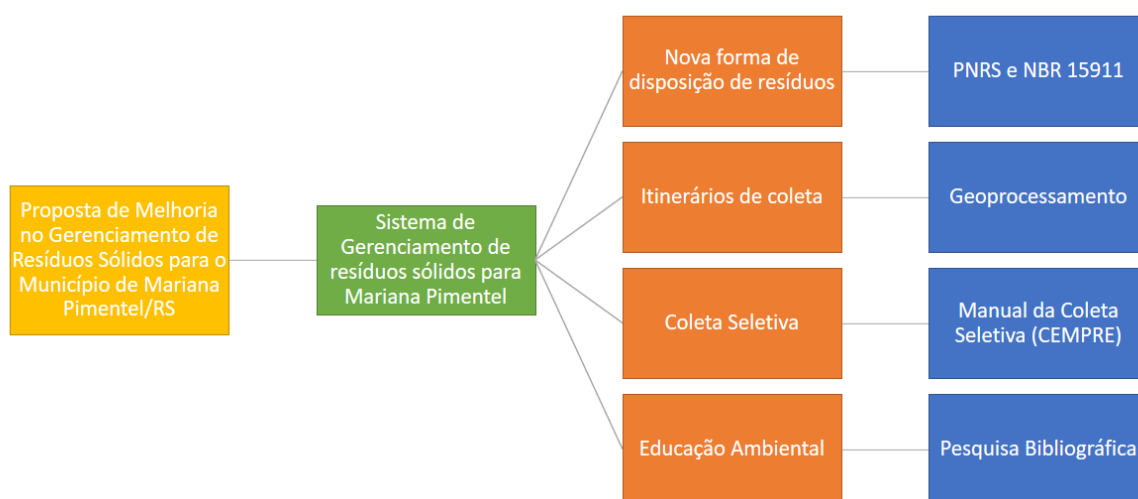 Proposta de Melhoria
no Gerenciamento de
Resíduos Sólidos para o
Município de Mariana
Pimentel/RS
Sistema de
Gerenciamento de
resíduos sólidos para
Mariana Pimentel
Nova forma de
disposição de resíduos
PNRS e NBR 15911
Itinerários de coleta
Geoprocessamento
Coleta Seletiva
Manual da Coleta
Seletiva (CEMPRE)
Educação Ambiental
Pesquisa Bibliográfica